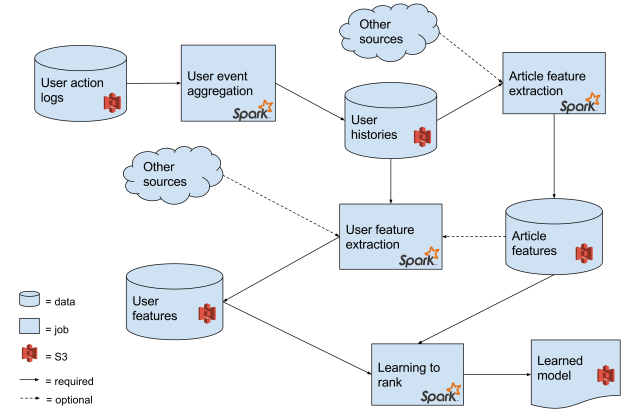 Other
sources
User action
logs
User event
aggregation
Spark
Article feature
extraction
Spark
User
histories
Other
sources
User feature
extraction
Spark
Article
features
User
features
= data
= job
= S3
= required
= optional
Learning to
rank
Spark
Learned
model